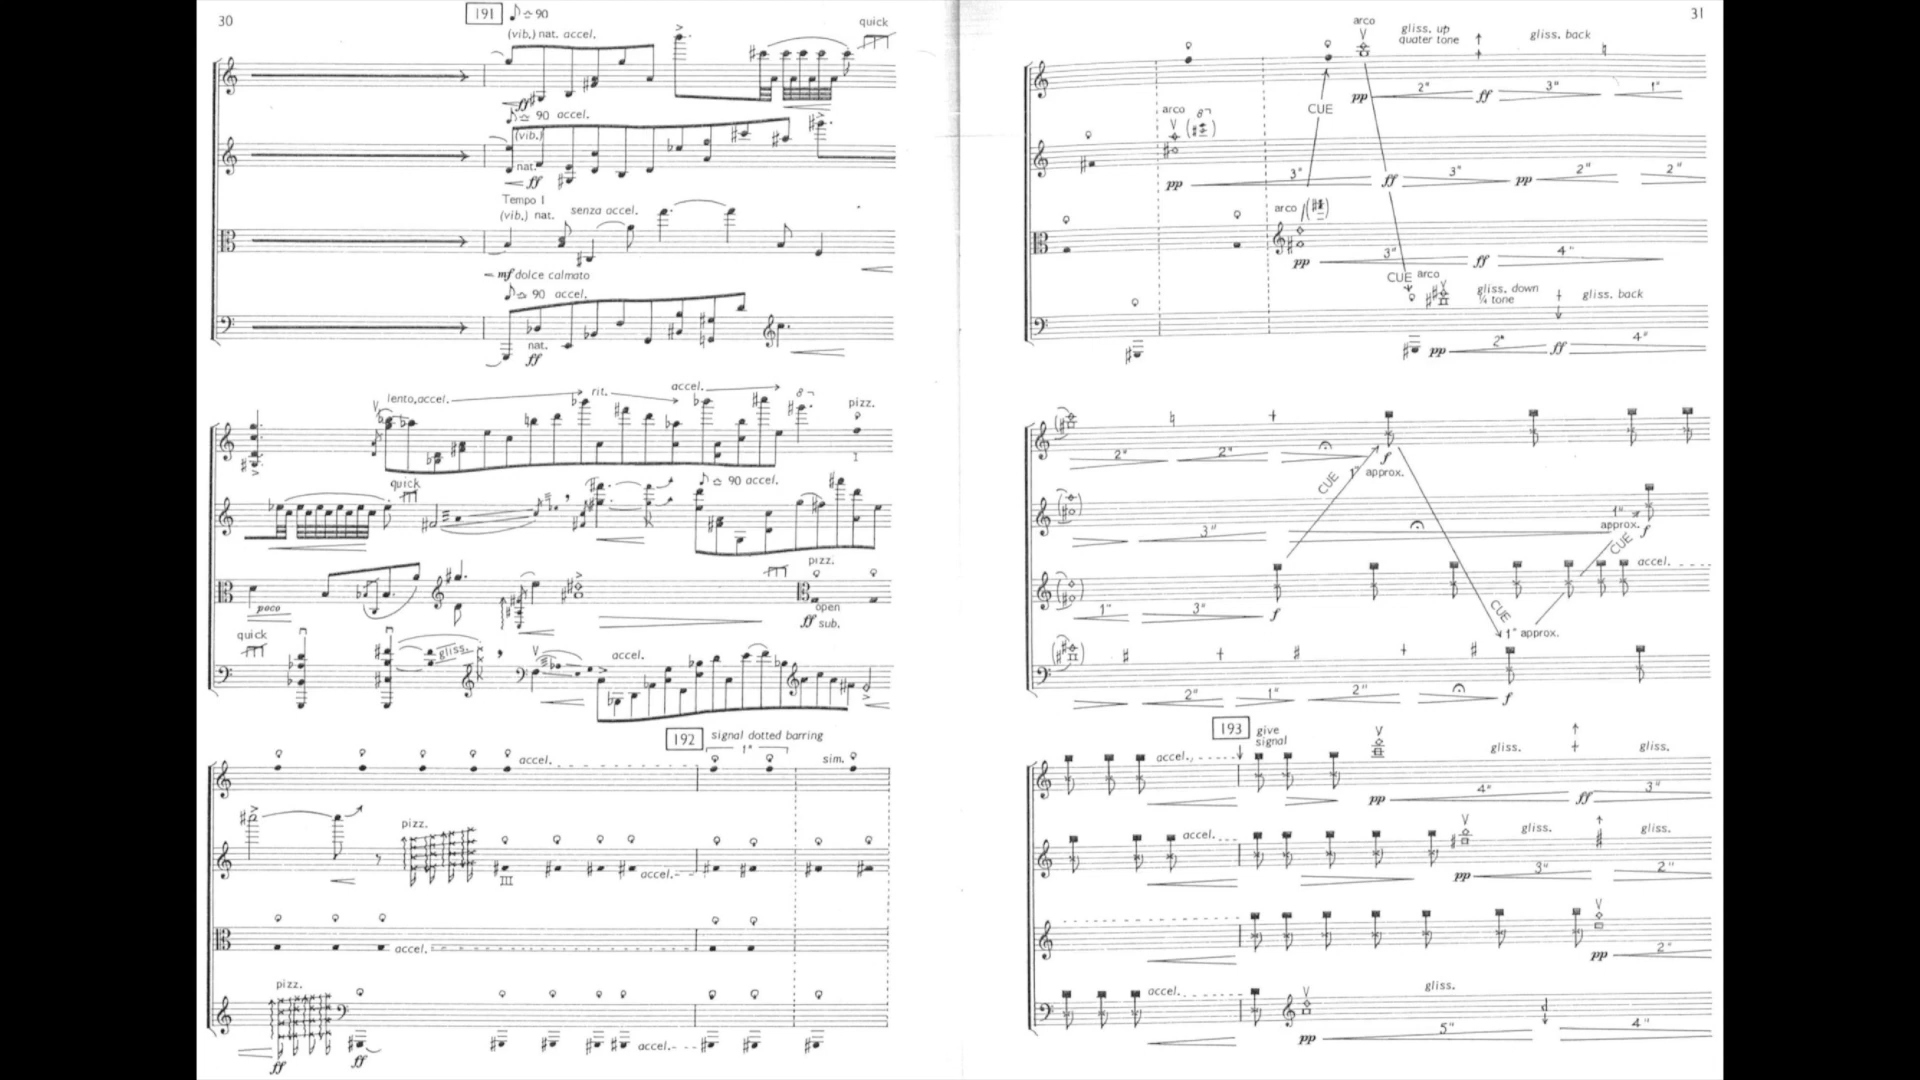 30
191 ♪ ≏ 90
(vib.) nat. accel.
quick
ff
♪ ≏ 90 accel.
(vib.)
nat.
ff
Tempo I
(vib.) nat. senza accel.
mf dolce calmato
♪ ≏ 90 accel.
nat.
ff
lento, accel. rit. accel. 8 pizz.
I
quick
♪ ≏ 90 accel.
pizz.
poco
open
ff sub.
quick
gliss.
accel.
192 signal dotted barring
1"
accel. sim.
pizz.
III
accel.
accel.
pizz.
ff ff
accel.
31
arco
gliss. up
quater tone
gliss. back
pp 2" ff 3" 1"
CUE
arco
8
pp 3" ff 3" pp 2" 2"
arco
pp 3" ff 4"
CUE arco
gliss. down
¼ tone
gliss. back
pp 2" ff 4"
2" 2" f
CUE
1" approx.
3"
1"
approx. f
CUE
accel.
1" 3" f
CUE
1" approx.
2" 1" 2" f
193 give
signal
accel., gliss. gliss.
pp 4" ff 3"
accel. gliss. gliss.
pp 3" 2"
pp 2"
accel. gliss.
pp 5" 4"